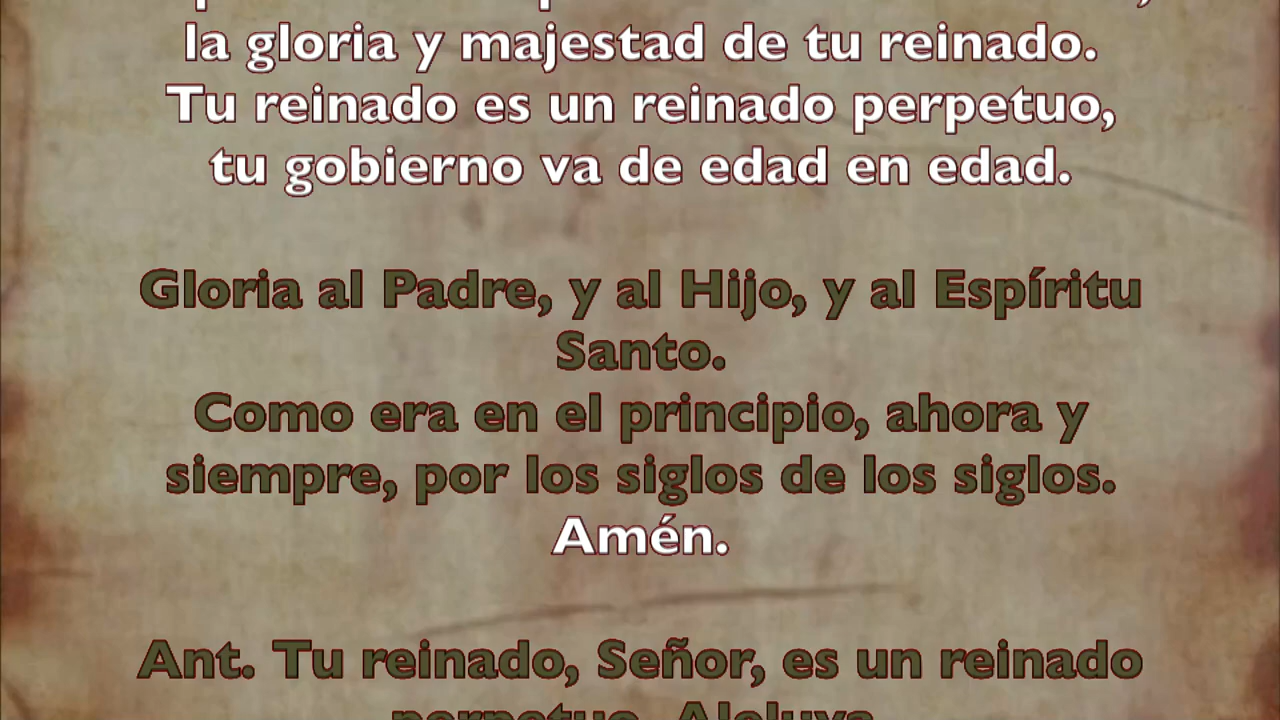 la gloria y majestad de tu reinado.
Tu reinado es un reinado perpetuo,
tu gobierno va de edad en edad.
Gloria al Padre, y al Hijo, y al Espíritu
Santo.
Como era en el principio, ahora y
siempre, por los siglos de los siglos.
Amén.
Ant. Tu reinado, Señor, es un reinado
perpetuo. Aleluya